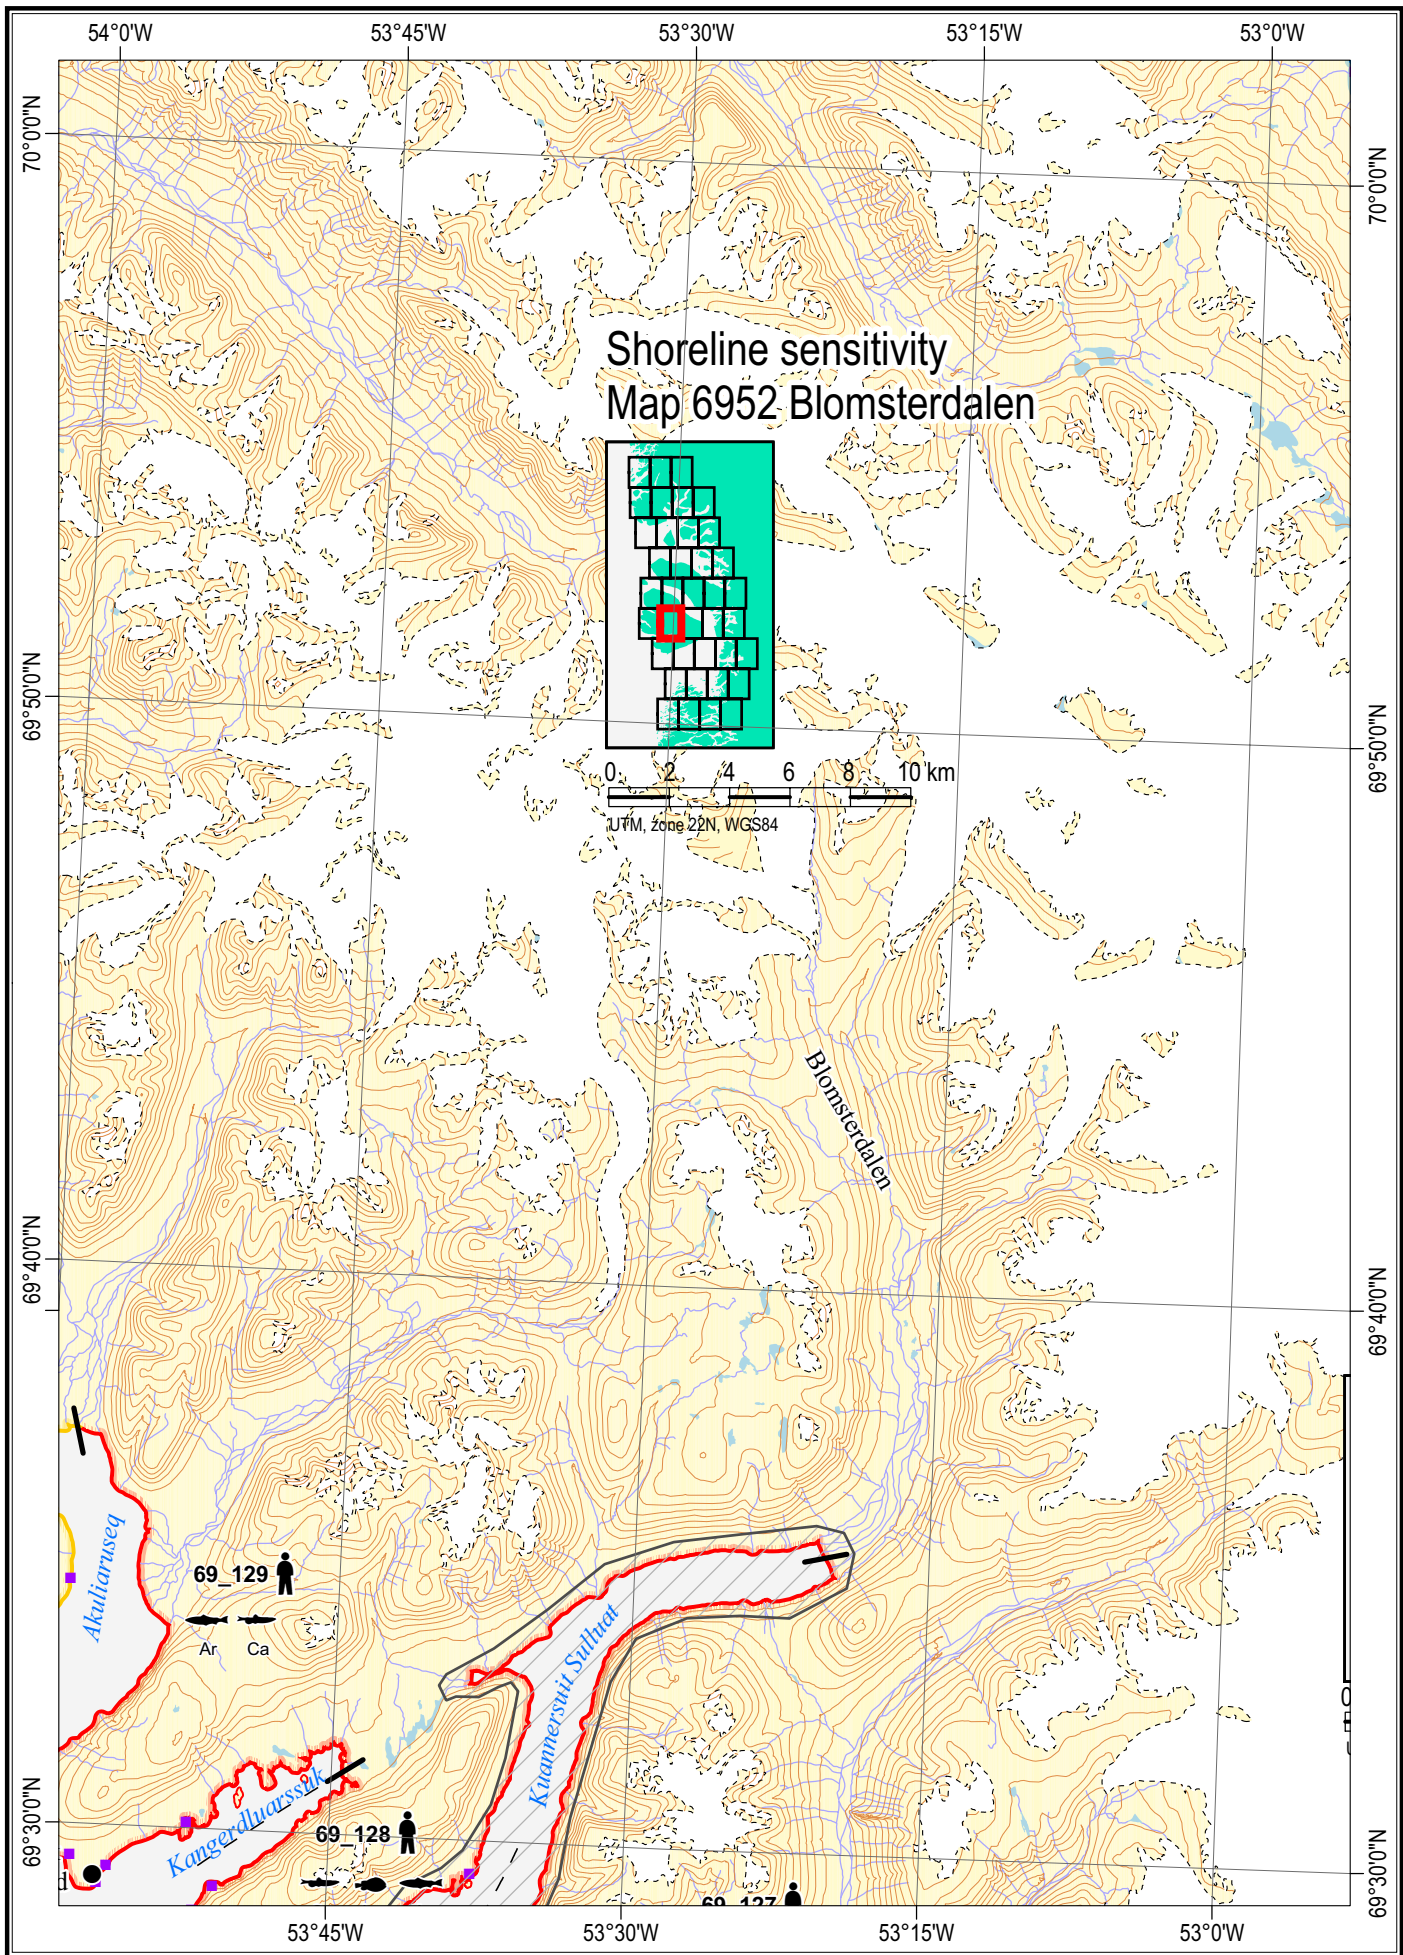 54°0'W 53°45'W 53°30'W 53°15'W 53°0'W
70°0'0"N
70°0'0"N
Shoreline sensitivity
Map 6952 Blomsterdalen
69°50'0"N
69°50'0"N
0 2 4 6 8 10 km
UTM, zone 22N, WGS84
Blomsterdalen
69°40'0"N
69°40'0"N
Akuliaruseq
69_129
Ar Ca
Kuannersuit Sulluat
0
Kangerdluarssuk
69_128
d
69_127
69°30'0"N
69°30'0"N
53°45'W 53°30'W 53°15'W 53°0'W